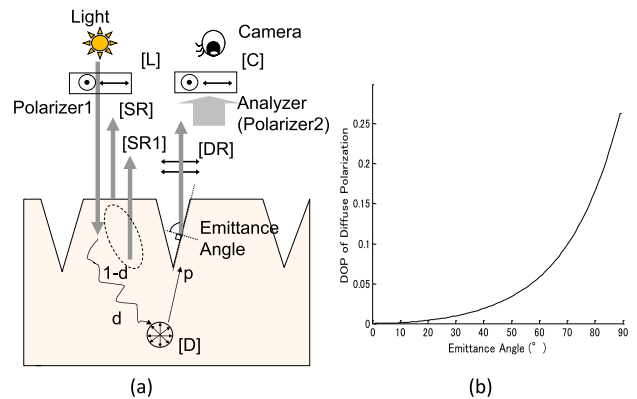 Light
Camera
[L]
[C]
Polarizer1
Analyzer
(Polarizer2)
[SR]
[SR1]
[DR]
Emittance
Angle
1-d
p
d
[D]
(a)
DOP of Diffuse Polarization
0.25
0.2
0.15
0.1
0.05
0
0 10 20 30 40 50 60 70 80 90
Emittance Angle (°)
(b)